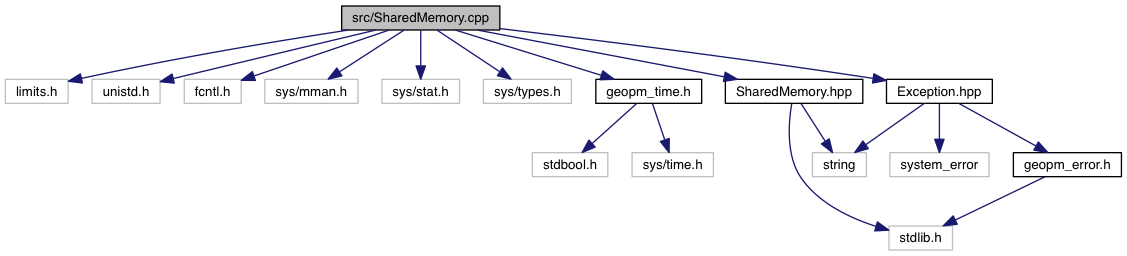 src/SharedMemory.cpp
limits.h
unistd.h
fcntl.h
sys/mman.h
sys/stat.h
sys/types.h
geopm_time.h
SharedMemory.hpp
Exception.hpp
stdbool.h
sys/time.h
string
system_error
geopm_error.h
stdlib.h